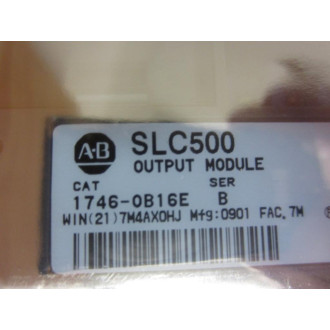 A·B SLC500
OUTPUT MODULE
CAT SER
1746-OB16E B
WIN(21)7M4AX0HJ Mfg:0901 FAC.7M